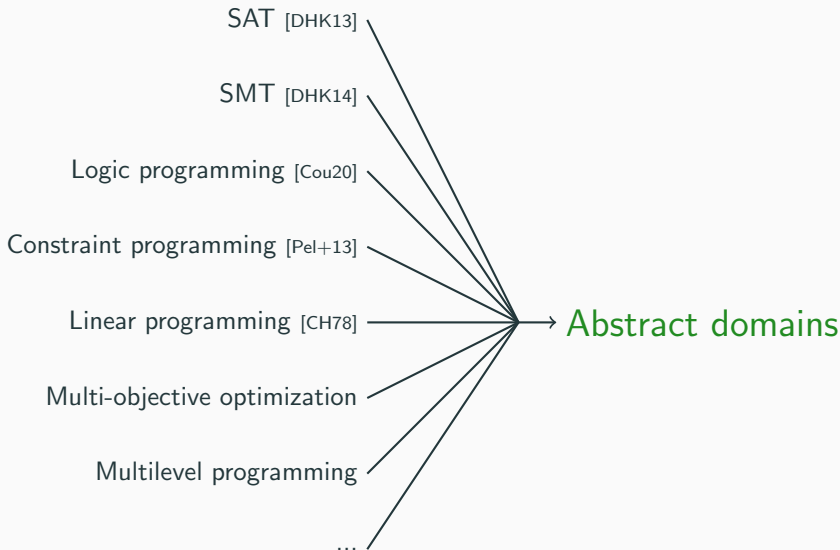 SAT [DHK13]
SMT [DHK14]
Logic programming [Cou20]
Constraint programming [Pel+13]
Linear programming [CH78]
Abstract domains
Multi-objective optimization
Multilevel programming
...